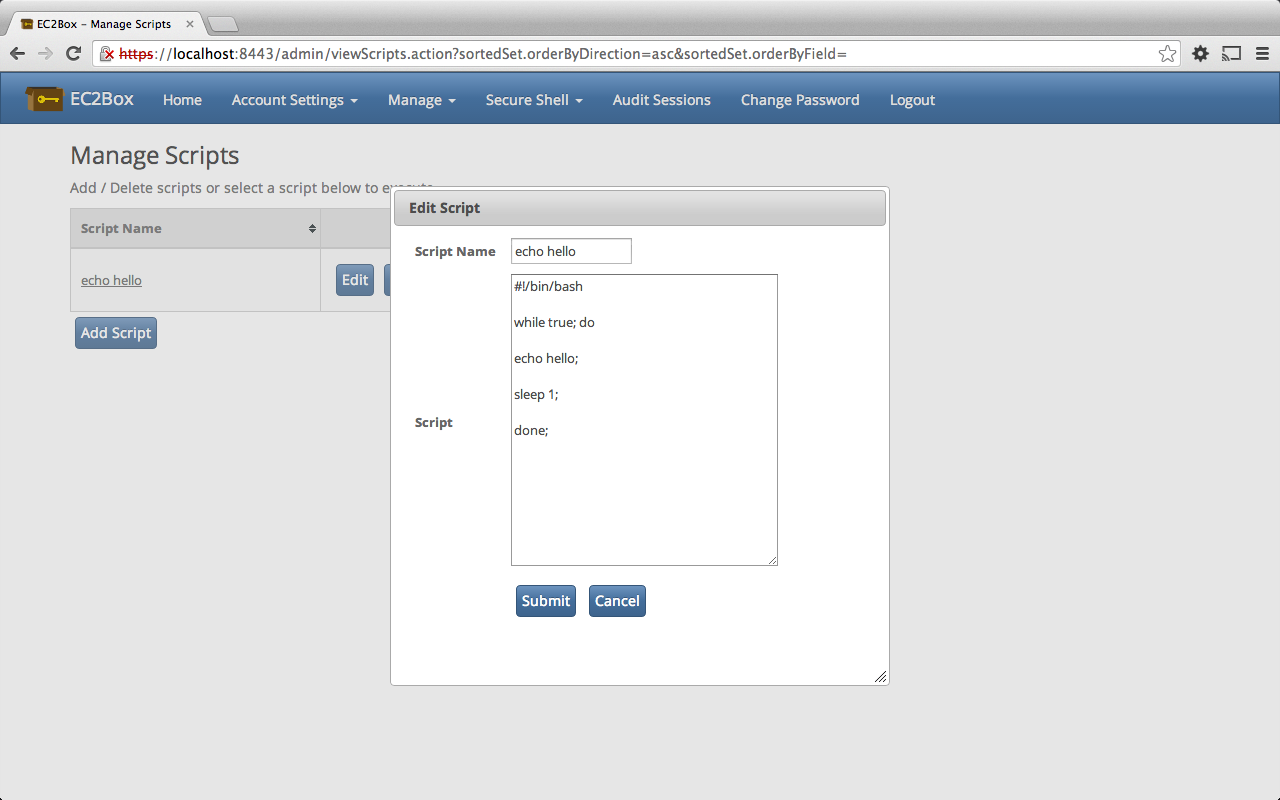 EC2Box – Manage Scripts
https://localhost:8443/admin/viewScripts.action?sortedSet.orderByDirection=asc&sortedSet.orderByField=
EC2Box Home Account Settings Manage Secure Shell Audit Sessions Change Password Logout
Manage Scripts
Add / Delete scripts or select a script below to execute
Script Name
echo hello
Edit
Add Script
Edit Script
Script Name echo hello
Script
#!/bin/bash
while true; do
echo hello;
sleep 1;
done;
Submit Cancel